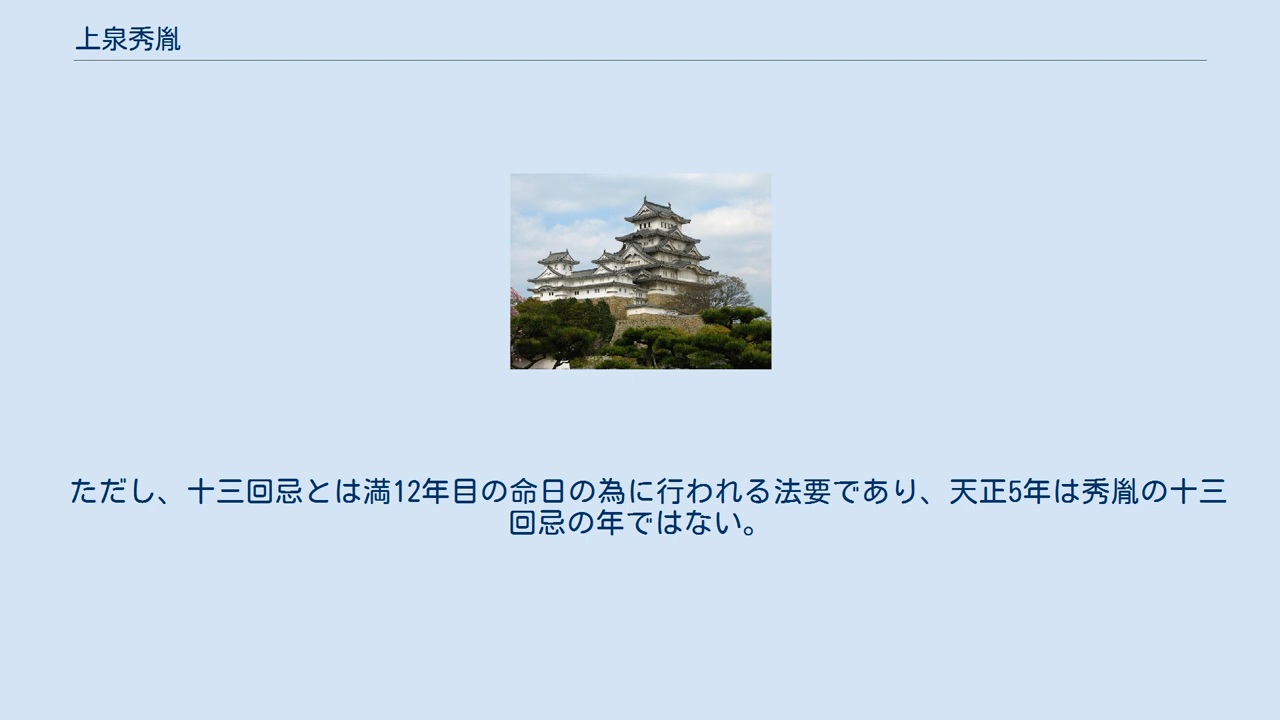 上泉秀胤
ただし、十三回忌とは満12年目の命日の為に行われる法要であり、天正5年は秀胤の十三
回忌の年ではない。